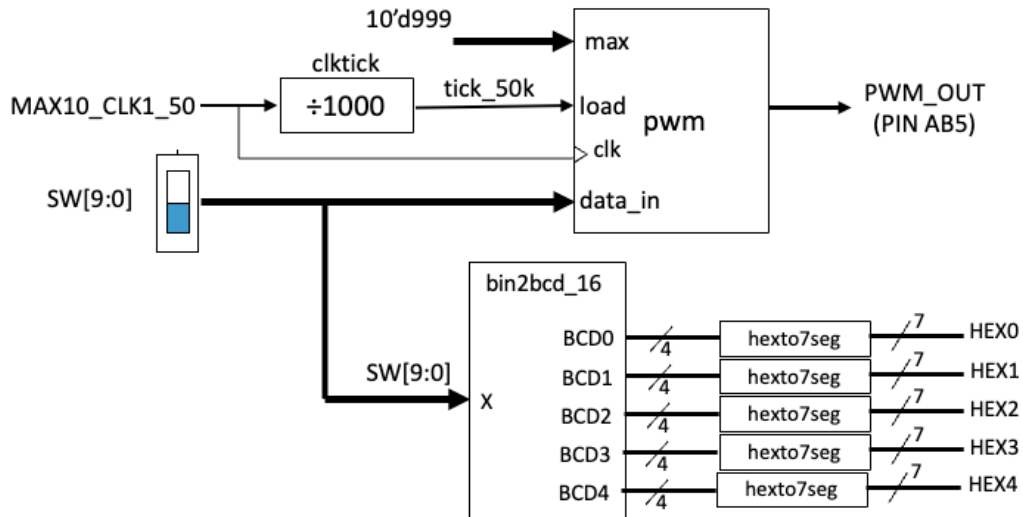 10'd999
max
clktick
tick_50k
MAX10_CLK1_50
÷1000
load
pwm
PWM_OUT
(PIN AB5)
clk
SW[9:0]
data_in
bin2bcd_16
SW[9:0]
X
BCD0
4
hexto7seg
7
HEX0
BCD1
4
hexto7seg
7
HEX1
BCD2
4
hexto7seg
7
HEX2
BCD3
4
hexto7seg
7
HEX3
BCD4
4
hexto7seg
7
HEX4